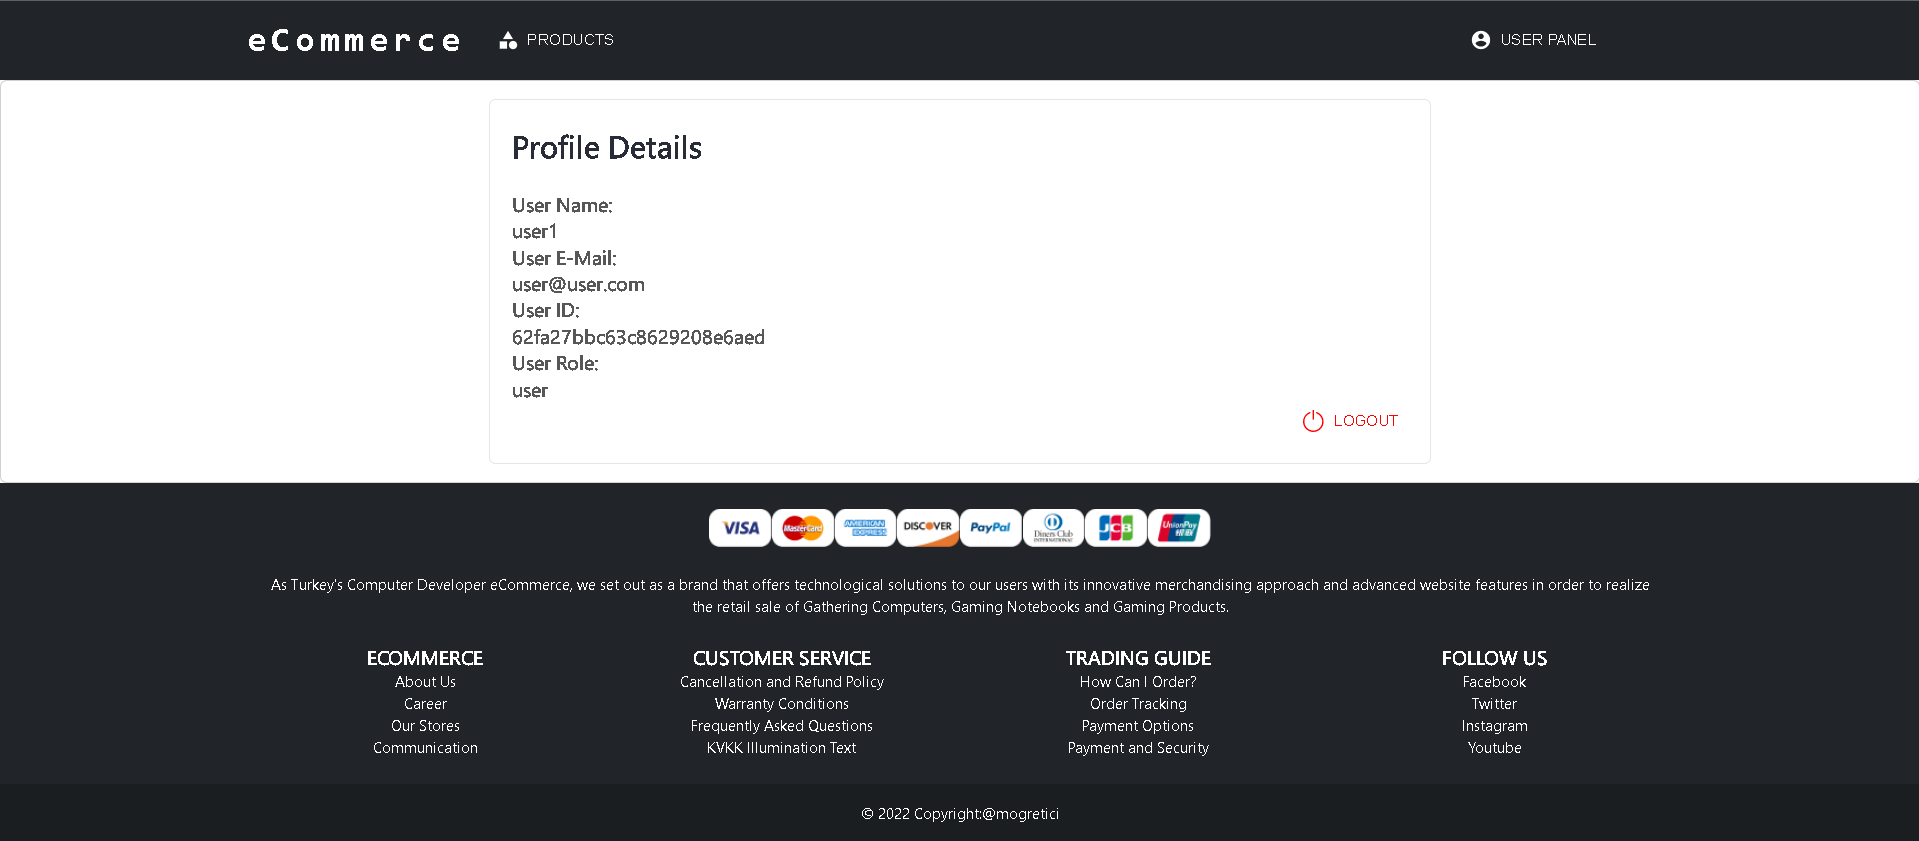 eCommerce PRODUCTS USER PANEL
Profile Details
User Name:
user1
User E-Mail:
user@user.com
User ID:
62fa27bbc63c8629208e6aed
User Role:
user
LOGOUT
VISA MasterCard AMERICAN EXPRESS DISCOVER PayPal Diners Club INTERNATIONAL JCB UnionPay 银联
As Turkey's Computer Developer eCommerce, we set out as a brand that offers technological solutions to our users with its innovative merchandising approach and advanced website features in order to realize
the retail sale of Gathering Computers, Gaming Notebooks and Gaming Products.
ECOMMERCE
About Us
Career
Our Stores
Communication
CUSTOMER SERVICE
Cancellation and Refund Policy
Warranty Conditions
Frequently Asked Questions
KVKK Illumination Text
TRADING GUIDE
How Can I Order?
Order Tracking
Payment Options
Payment and Security
FOLLOW US
Facebook
Twitter
Instagram
Youtube
© 2022 Copyright:@mogretici